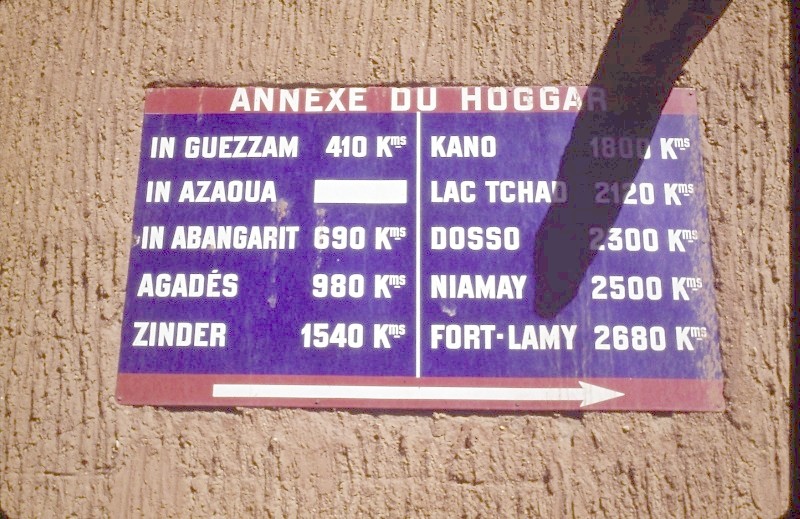 ANNEXE DU HOGGAR
IN GUEZZAM 410 Kms
IN AZAOUA
IN ABANGARIT 690 Kms
AGADÉS 980 Kms
ZINDER 1540 Kms
KANO 1800 Kms
LAC TCHAD 2120 Kms
DOSSO 2300 Kms
NIAMAY 2500 Kms
FORT-LAMY 2680 Kms